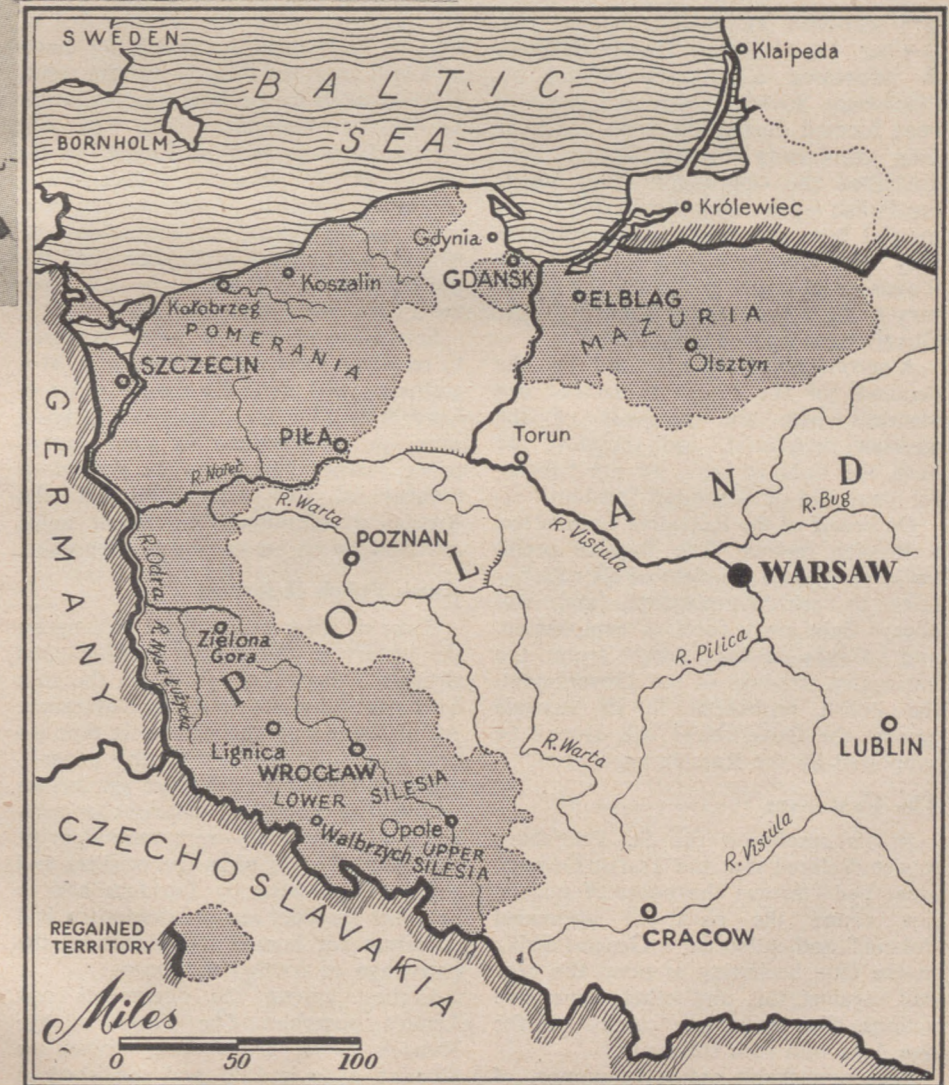 SWEDEN
BALTIC
SEA
BORNHOLM
Klaipeda
Królewiec
Gdynia
GDAŃSK
Koszalin
Kołobrzeg
POMERANIA
ELBLAG
MAZURIA
Olsztyn
SZCZECIN
GERMANY
PIŁA
Torun
R. Noteć
R. Warta
R. Vistula
R. Bug
POZNAN
WARSAW
POLAND
R. Odra
R. Nysa Łużycka
Zielona
Gora
R. Pilica
Lignica
WROCŁAW
R. Warta
LUBLIN
LOWER SILESIA
Walbrzych
Opole
UPPER
SILESIA
R. Vistula
CRACOW
CZECHOSLAVAKIA
REGAINED
TERRITORY
Miles
0 50 100